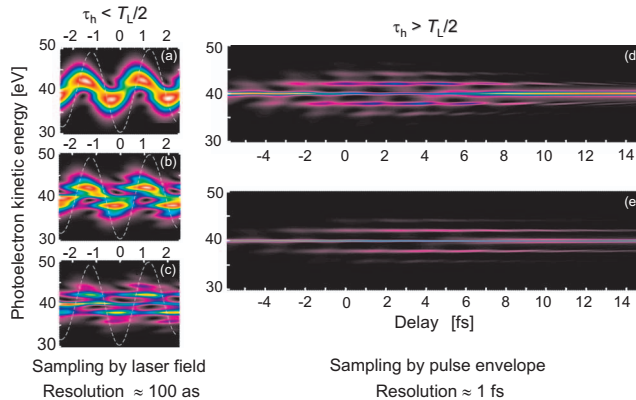 τh < TL/2
τh > TL/2
-2 -1 0 1 2
50
(a)
40
30
-2 -1 0 1 2
50
(b)
40
30
-2 -1 0 1 2
50
(c)
40
30
Photoelectron kinetic energy [eV]
50
(d)
40
30
-4 -2 0 2 4 6 8 10 12 14
50
(e)
40
30
-4 -2 0 2 4 6 8 10 12 14
Delay [fs]
Sampling by laser field
Resolution ≈ 100 as
Sampling by pulse envelope
Resolution ≈ 1 fs